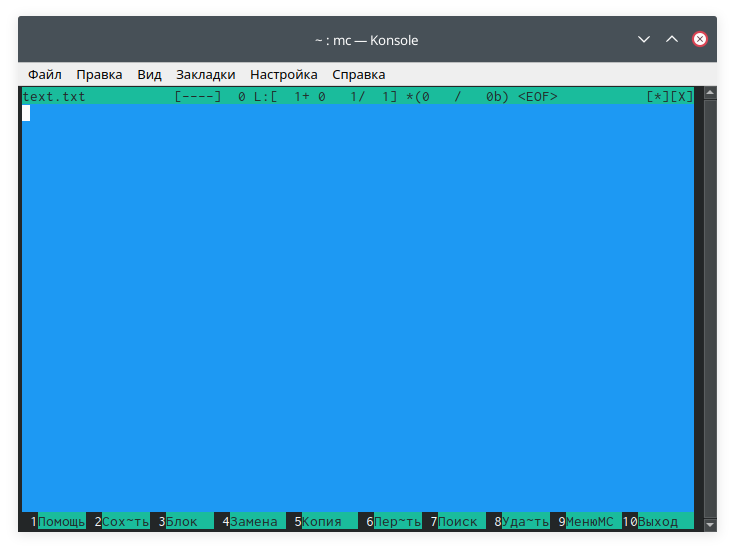 ~ : mc — Konsole
Файл Правка Вид Закладки Настройка Справка
text.txt [----] 0 L:[ 1+ 0 1/ 1] *(0 / 0b) <EOF> [*][X]
1Помощь 2Сох~ть 3Блок 4Замена 5Копия 6Пер~ть 7Поиск 8Уда~ть 9МенюMC 10Выход